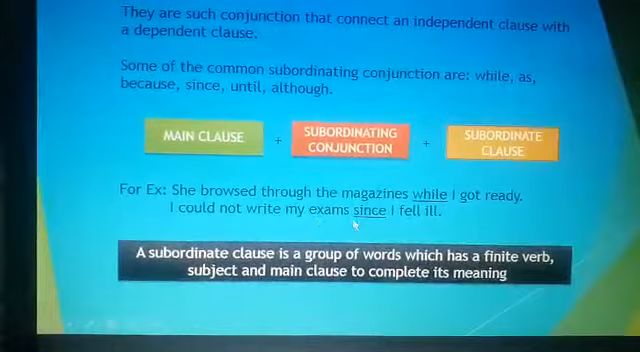 They are such conjunction that connect an independent clause with
a dependent clause.
Some of the common subordinating conjunction are: while, as,
because, since, until, although.
MAIN CLAUSE + SUBORDINATING CONJUNCTION + SUBORDINATE CLAUSE
For Ex: She browsed through the magazines while I got ready.
I could not write my exams since I fell ill.
A subordinate clause is a group of words which has a finite verb,
subject and main clause to complete its meaning